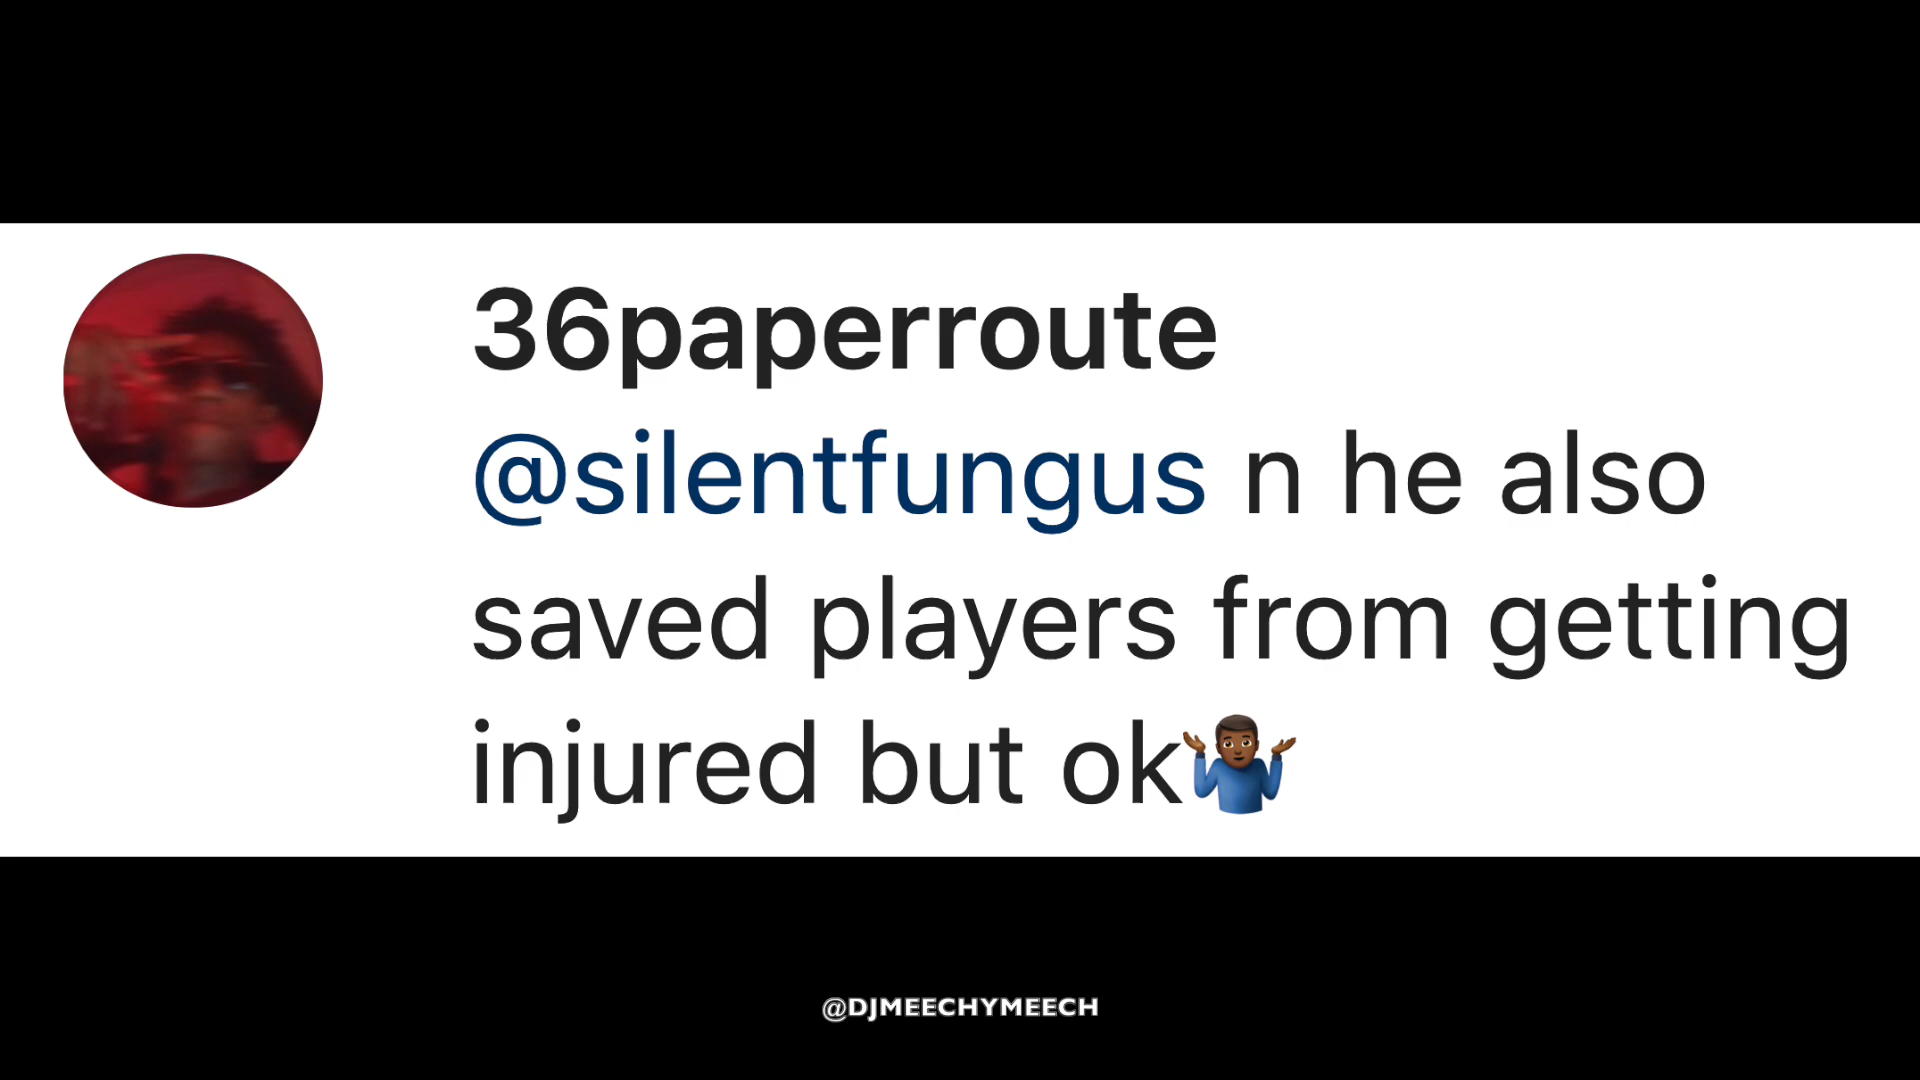 36paperroute
@silentfungus n he also
saved players from getting
injured but ok🤷🏾‍♂️
@DJMEECHYMEECH